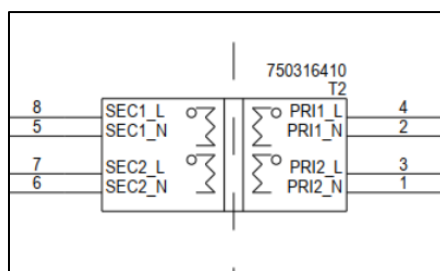 750316410
T2
8 SEC1_L PRI1_L 4
5 SEC1_N PRI1_N 2
7 SEC2_L PRI2_L 3
6 SEC2_N PRI2_N 1